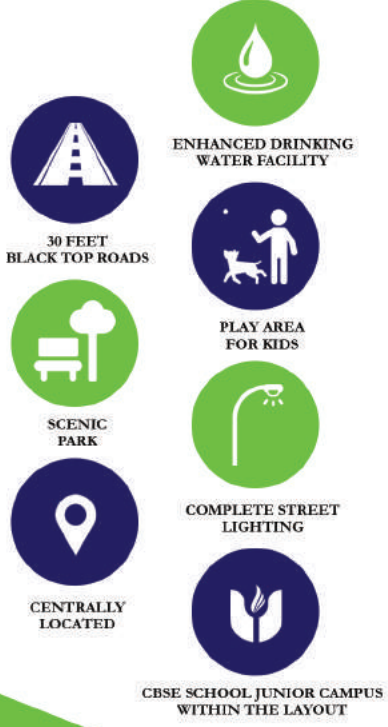 ENHANCED DRINKING
WATER FACILITY
30 FEET
BLACK TOP ROADS
PLAY AREA
FOR KIDS
SCENIC
PARK
COMPLETE STREET
LIGHTING
CENTRALLY
LOCATED
CBSE SCHOOL JUNIOR CAMPUS
WITHIN THE LAYOUT